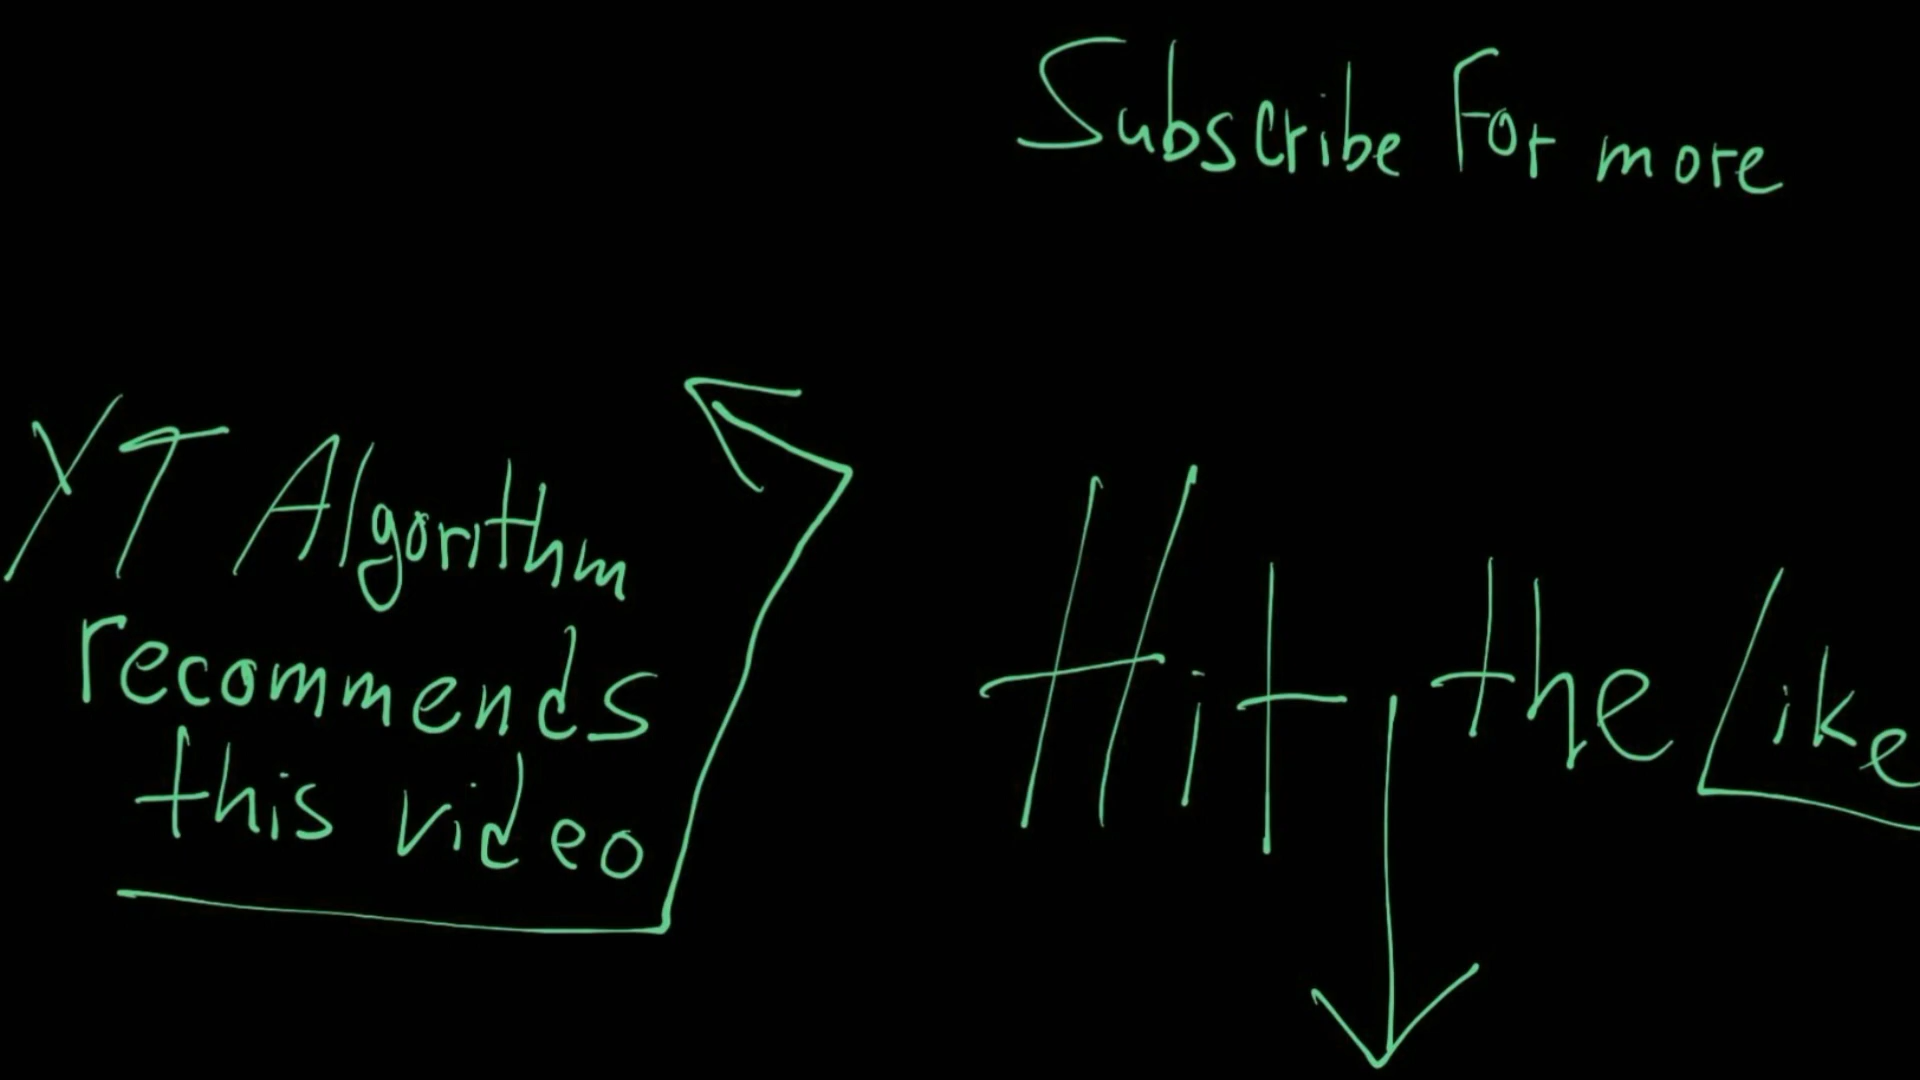 Subscribe For more
YT Algorithm
recommends
this video
Hit the Like